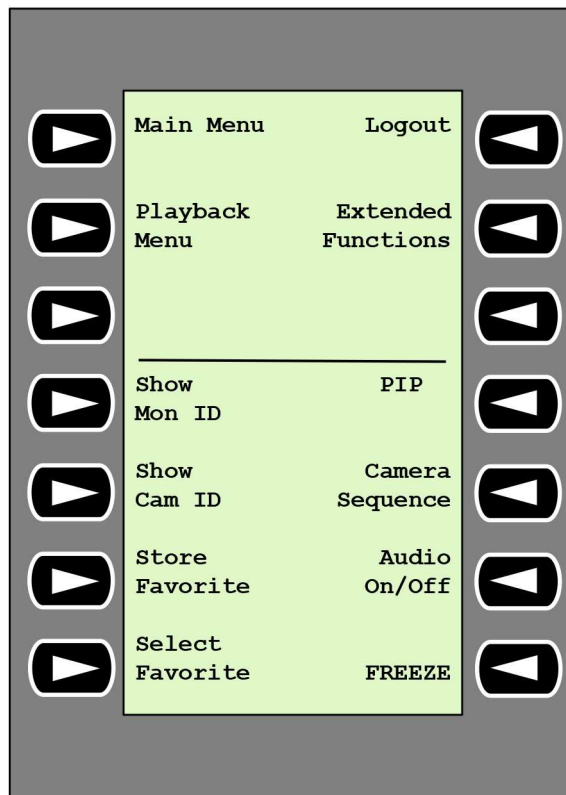 Main Menu Logout
Playback Extended
Menu Functions
Show PIP
Mon ID
Show Camera
Cam ID Sequence
Store Audio
Favorite On/Off
Select
Favorite FREEZE